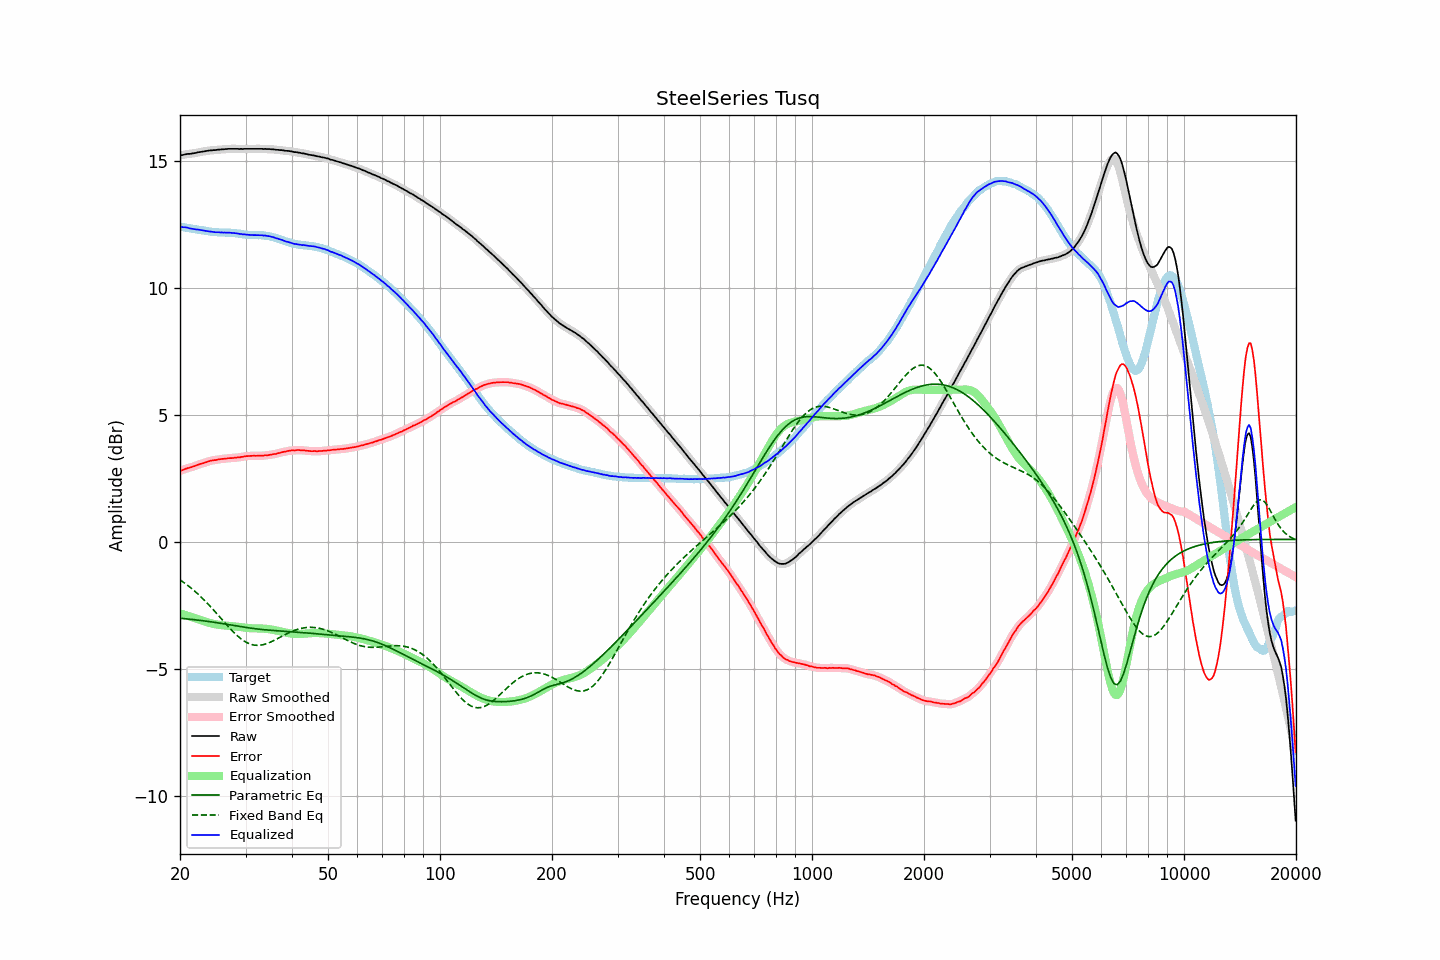 SteelSeries Tusq
Amplitude (dBr)
15
10
5
0
−5
−10
Target
Raw Smoothed
Error Smoothed
Raw
Error
Equalization
Parametric Eq
Fixed Band Eq
Equalized
20 50 100 200 500 1000 2000 5000 10000 20000
Frequency (Hz)